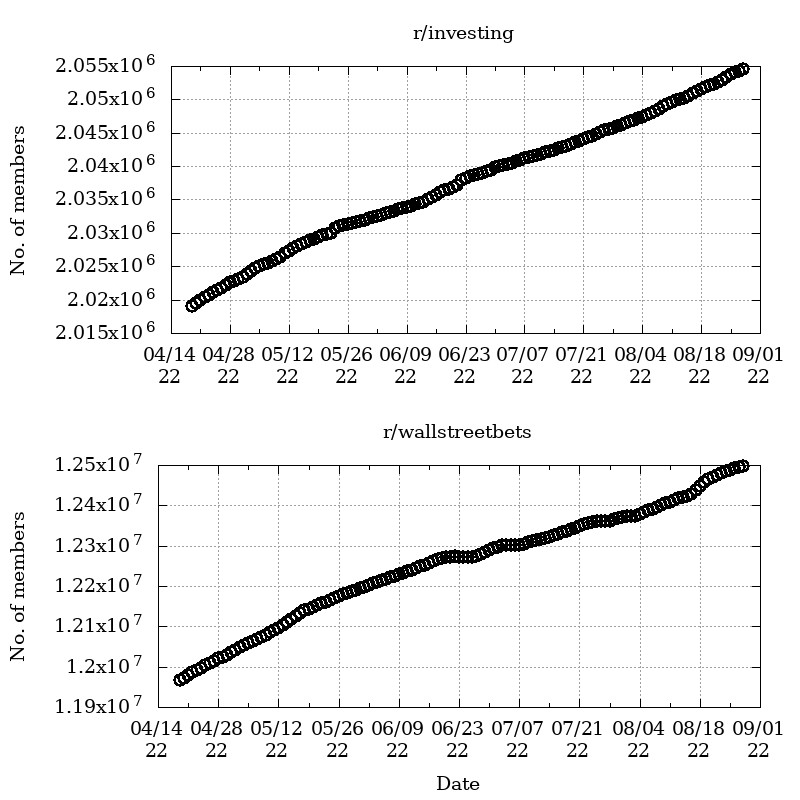 r/investing
No. of members
2.055x10^6
2.05x10^6
2.045x10^6
2.04x10^6
2.035x10^6
2.03x10^6
2.025x10^6
2.02x10^6
2.015x10^6
04/14 04/28 05/12 05/26 06/09 06/23 07/07 07/21 08/04 08/18 09/01
22 22 22 22 22 22 22 22 22 22 22
r/wallstreetbets
No. of members
1.25x10^7
1.24x10^7
1.23x10^7
1.22x10^7
1.21x10^7
1.2x10^7
1.19x10^7
04/14 04/28 05/12 05/26 06/09 06/23 07/07 07/21 08/04 08/18 09/01
22 22 22 22 22 22 22 22 22 22 22
Date